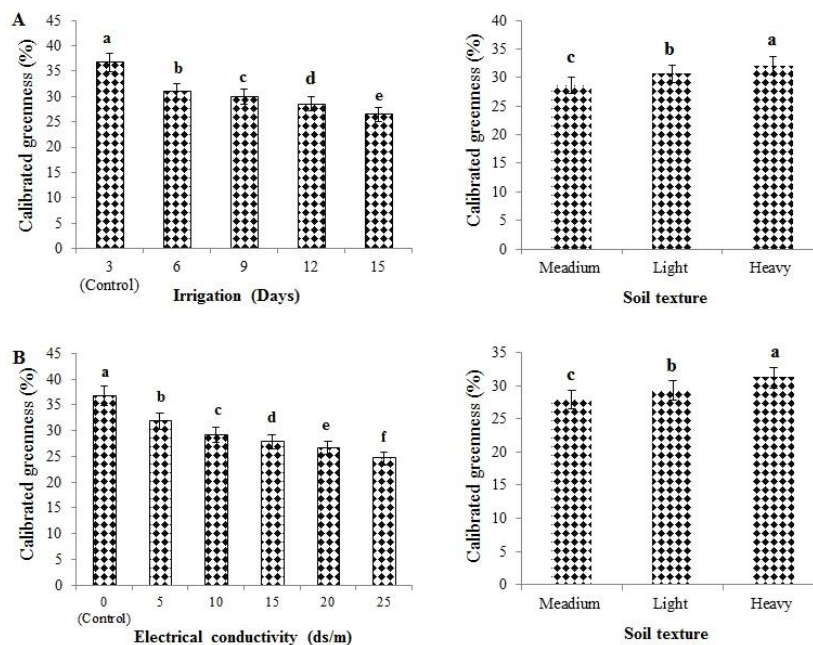 A
Calibrated greenness (%)
45
40
35
30
25
20
15
10
5
0
a
b
c
d
e
3 6 9 12 15
(Control)
Irrigation (Days)
Calibrated greenness (%)
40
35
30
25
20
15
10
5
0
c
b
a
Meadium Light Heavy
Soil texture
B
Calibrated greenness (%)
45
40
35
30
25
20
15
10
5
0
a
b
c
d
e
f
0 5 10 15 20 25
(Control)
Electrical conductivity (ds/m)
Calibrated greenness (%)
35
30
25
20
15
10
5
0
c
b
a
Meadium Light Heavy
Soil texture